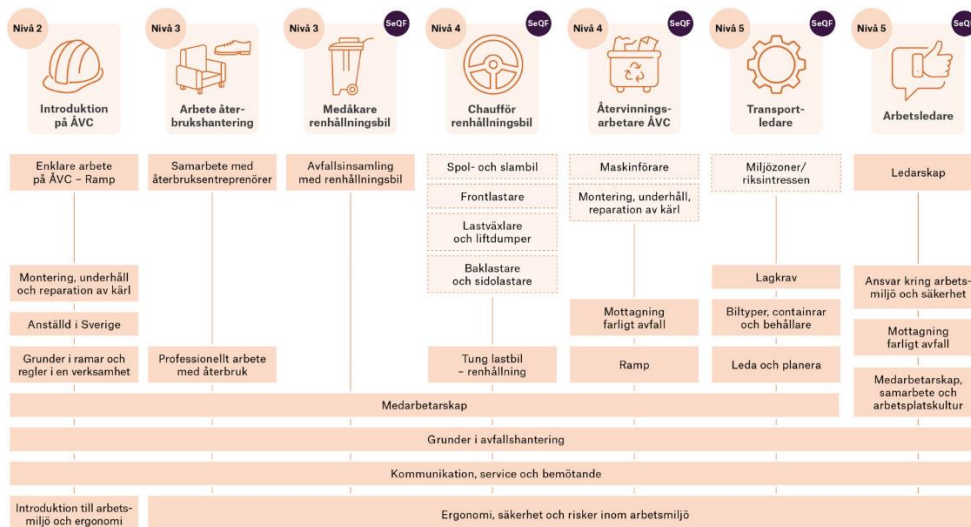 Nivå 2
Introduktion
på ÅVC
Nivå 3
Arbete åter-
brukshantering
Nivå 3
SeQF
Medåkare
renhållningsbil
Nivå 4
SeQF
Chaufför
renhållningsbil
Nivå 4
SeQF
Återvinnings-
arbetare ÅVC
Nivå 5
SeQF
Transport-
ledare
Nivå 5
SeQF
Arbetsledare
Enklare arbete
på ÅVC – Ramp
Samarbete med
återbruksentreprenörer
Avfallsinsamling
med renhållningsbil
Spol- och slambil
Frontlastare
Lastväxlare
och liftdumper
Baklastare
och sidolastare
Maskinförare
Montering, underhåll,
reparation av kärl
Miljözoner/
riksintressen
Ledarskap
Montering, underhåll
och reparation av kärl
Anställd i Sverige
Grunder i ramar och
regler i en verksamhet
Professionellt arbete
med återbruk
Tung lastbil
– renhållning
Mottagning
farligt avfall
Ramp
Lagkrav
Biltyper, containrar
och behållare
Leda och planera
Ansvar kring arbets-
miljö och säkerhet
Mottagning
farligt avfall
Medarbetarskap,
samarbete och
arbetsplatskultur
Medarbetarskap
Grunder i avfallshantering
Kommunikation, service och bemötande
Introduktion till arbets-
miljö och ergonomi
Ergonomi, säkerhet och risker inom arbetsmiljö